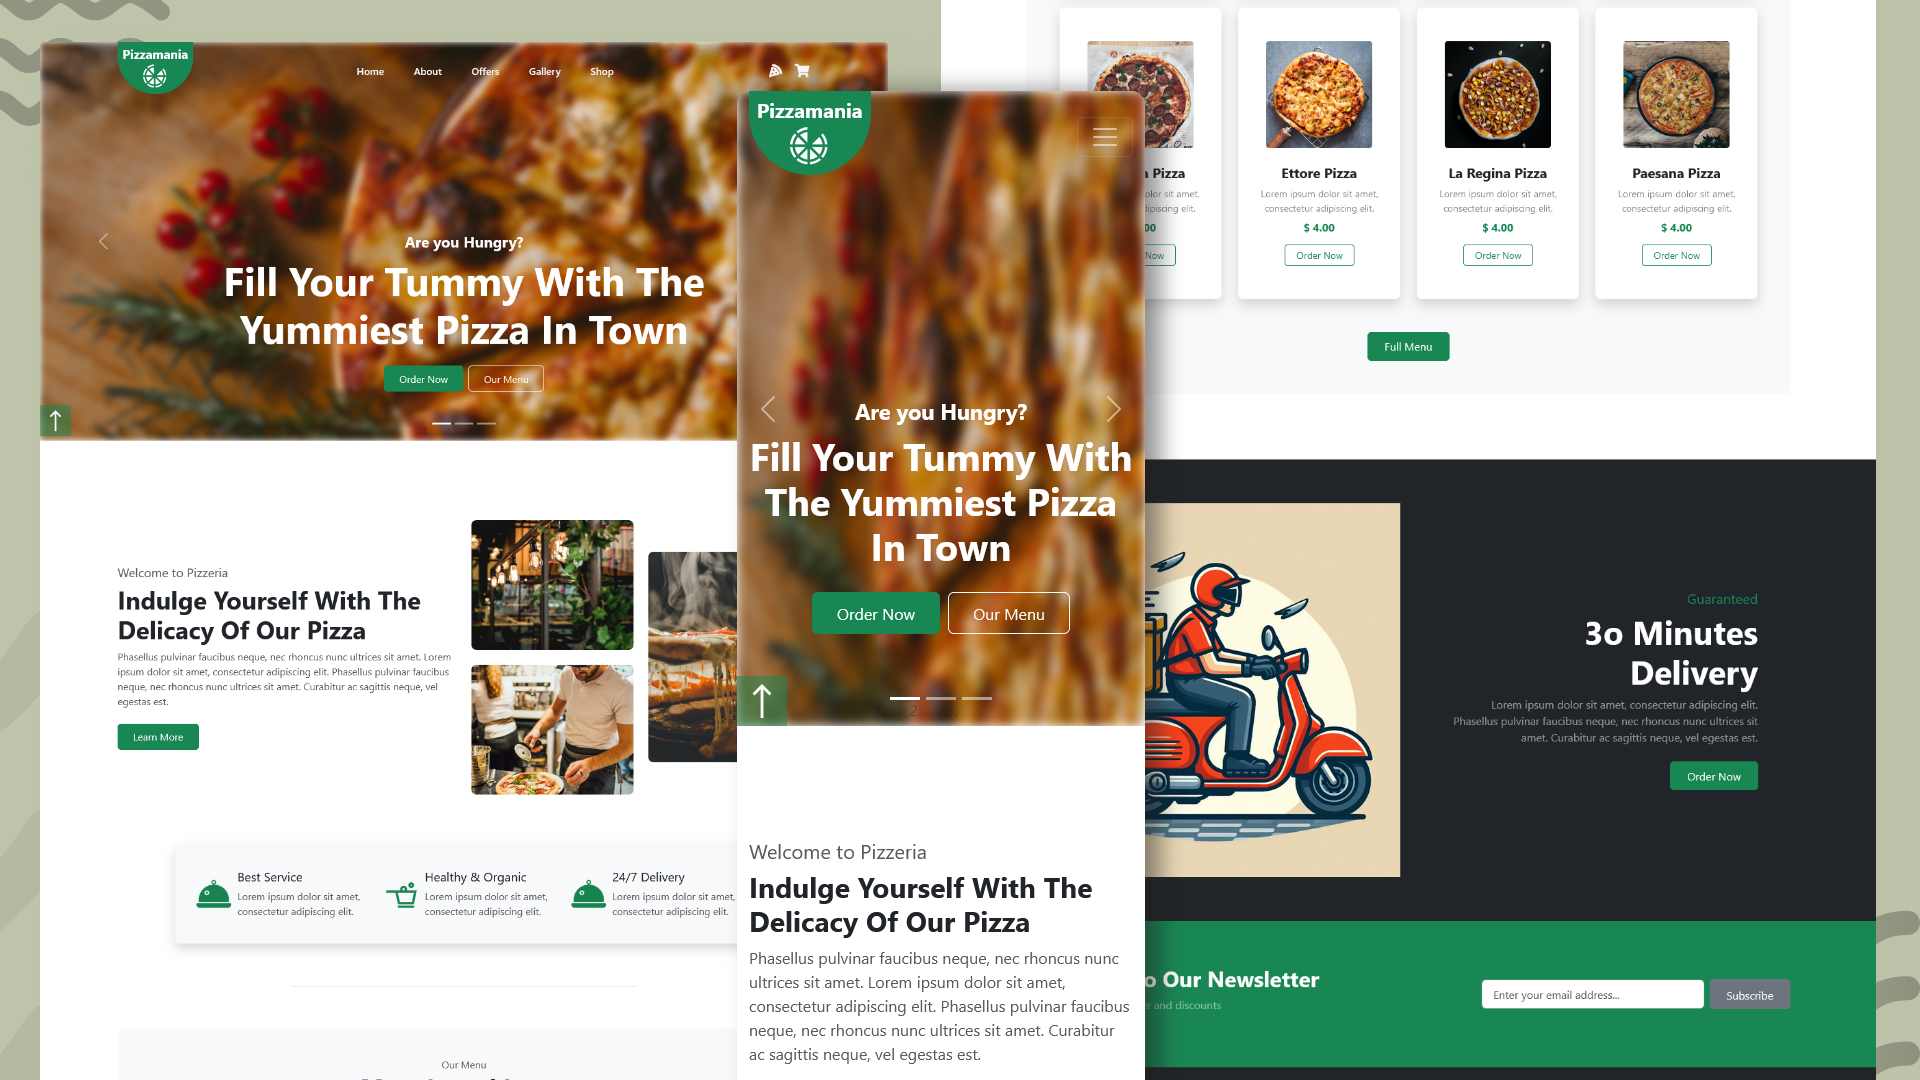 Pizzamania
Home
About
Offers
Gallery
Shop
Are you Hungry?
Fill Your Tummy With The
Yummiest Pizza In Town
Order Now
Our Menu
Welcome to Pizzeria
Indulge Yourself With The
Delicacy Of Our Pizza
Phasellus pulvinar faucibus neque, nec rhoncus nunc ultrices sit amet. Lorem
ipsum dolor sit amet, consectetur adipiscing elit. Phasellus pulvinar faucibus
neque, nec rhoncus nunc ultrices sit amet. Curabitur ac sagittis neque, vel
egestas est.
Learn More
Best Service
Lorem ipsum dolor sit amet,
consectetur adipiscing elit.
Healthy & Organic
Lorem ipsum dolor sit amet,
consectetur adipiscing elit.
24/7 Delivery
Lorem ipsum dolor sit amet,
consectetur adipiscing elit.
Our Menu
Pizzamania
Are you Hungry?
Fill Your Tummy With
The Yummiest Pizza
In Town
Order Now
Our Menu
Welcome to Pizzeria
Indulge Yourself With The
Delicacy Of Our Pizza
Phasellus pulvinar faucibus neque, nec rhoncus nunc
ultrices sit amet. Lorem ipsum dolor sit amet,
consectetur adipiscing elit. Phasellus pulvinar faucibus
neque, nec rhoncus nunc ultrices sit amet. Curabitur
ac sagittis neque, vel egestas est.
Pizza
sit amet,
elit.
Now
Ettore Pizza
Lorem ipsum dolor sit amet,
consectetur adipiscing elit.
$ 4.00
Order Now
La Regina Pizza
Lorem ipsum dolor sit amet,
consectetur adipiscing elit.
$ 4.00
Order Now
Paesana Pizza
Lorem ipsum dolor sit amet,
consectetur adipiscing elit.
$ 4.00
Order Now
Full Menu
Guaranteed
3o Minutes
Delivery
Lorem ipsum dolor sit amet, consectetur adipiscing elit.
Phasellus pulvinar faucibus neque, nec rhoncus nunc ultrices sit
amet. Curabitur ac sagittis neque, vel egestas est.
Order Now
Our Newsletter
and discounts
Enter your email address...
Subscribe